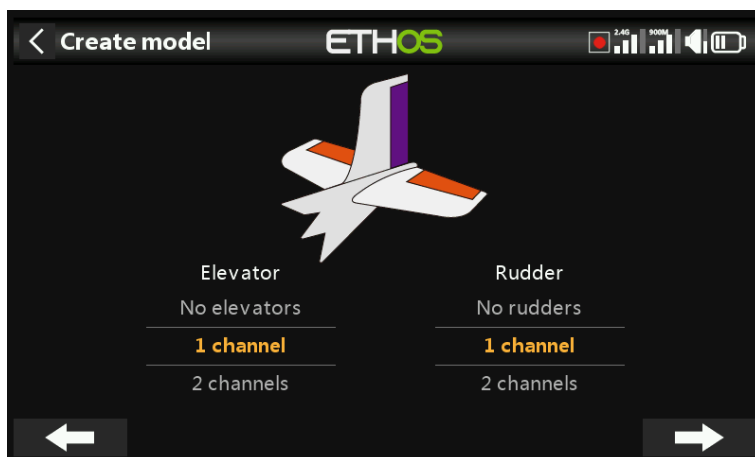 Create model
ETHOS
2.4G
900M
Elevator
Rudder
No elevators
No rudders
1 channel
1 channel
2 channels
2 channels